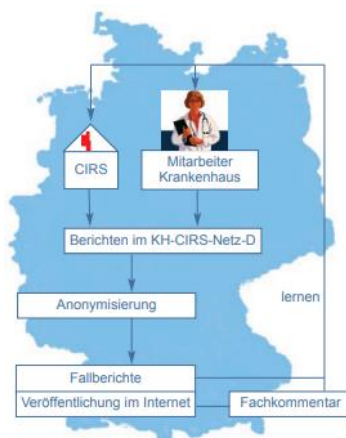 CIRS
Mitarbeiter
Krankenhaus
Berichten im KH-CIRS-Netz-D
Anonymisierung
lernen
Fallberichte
Veröffentlichung im Internet
Fachkommentar